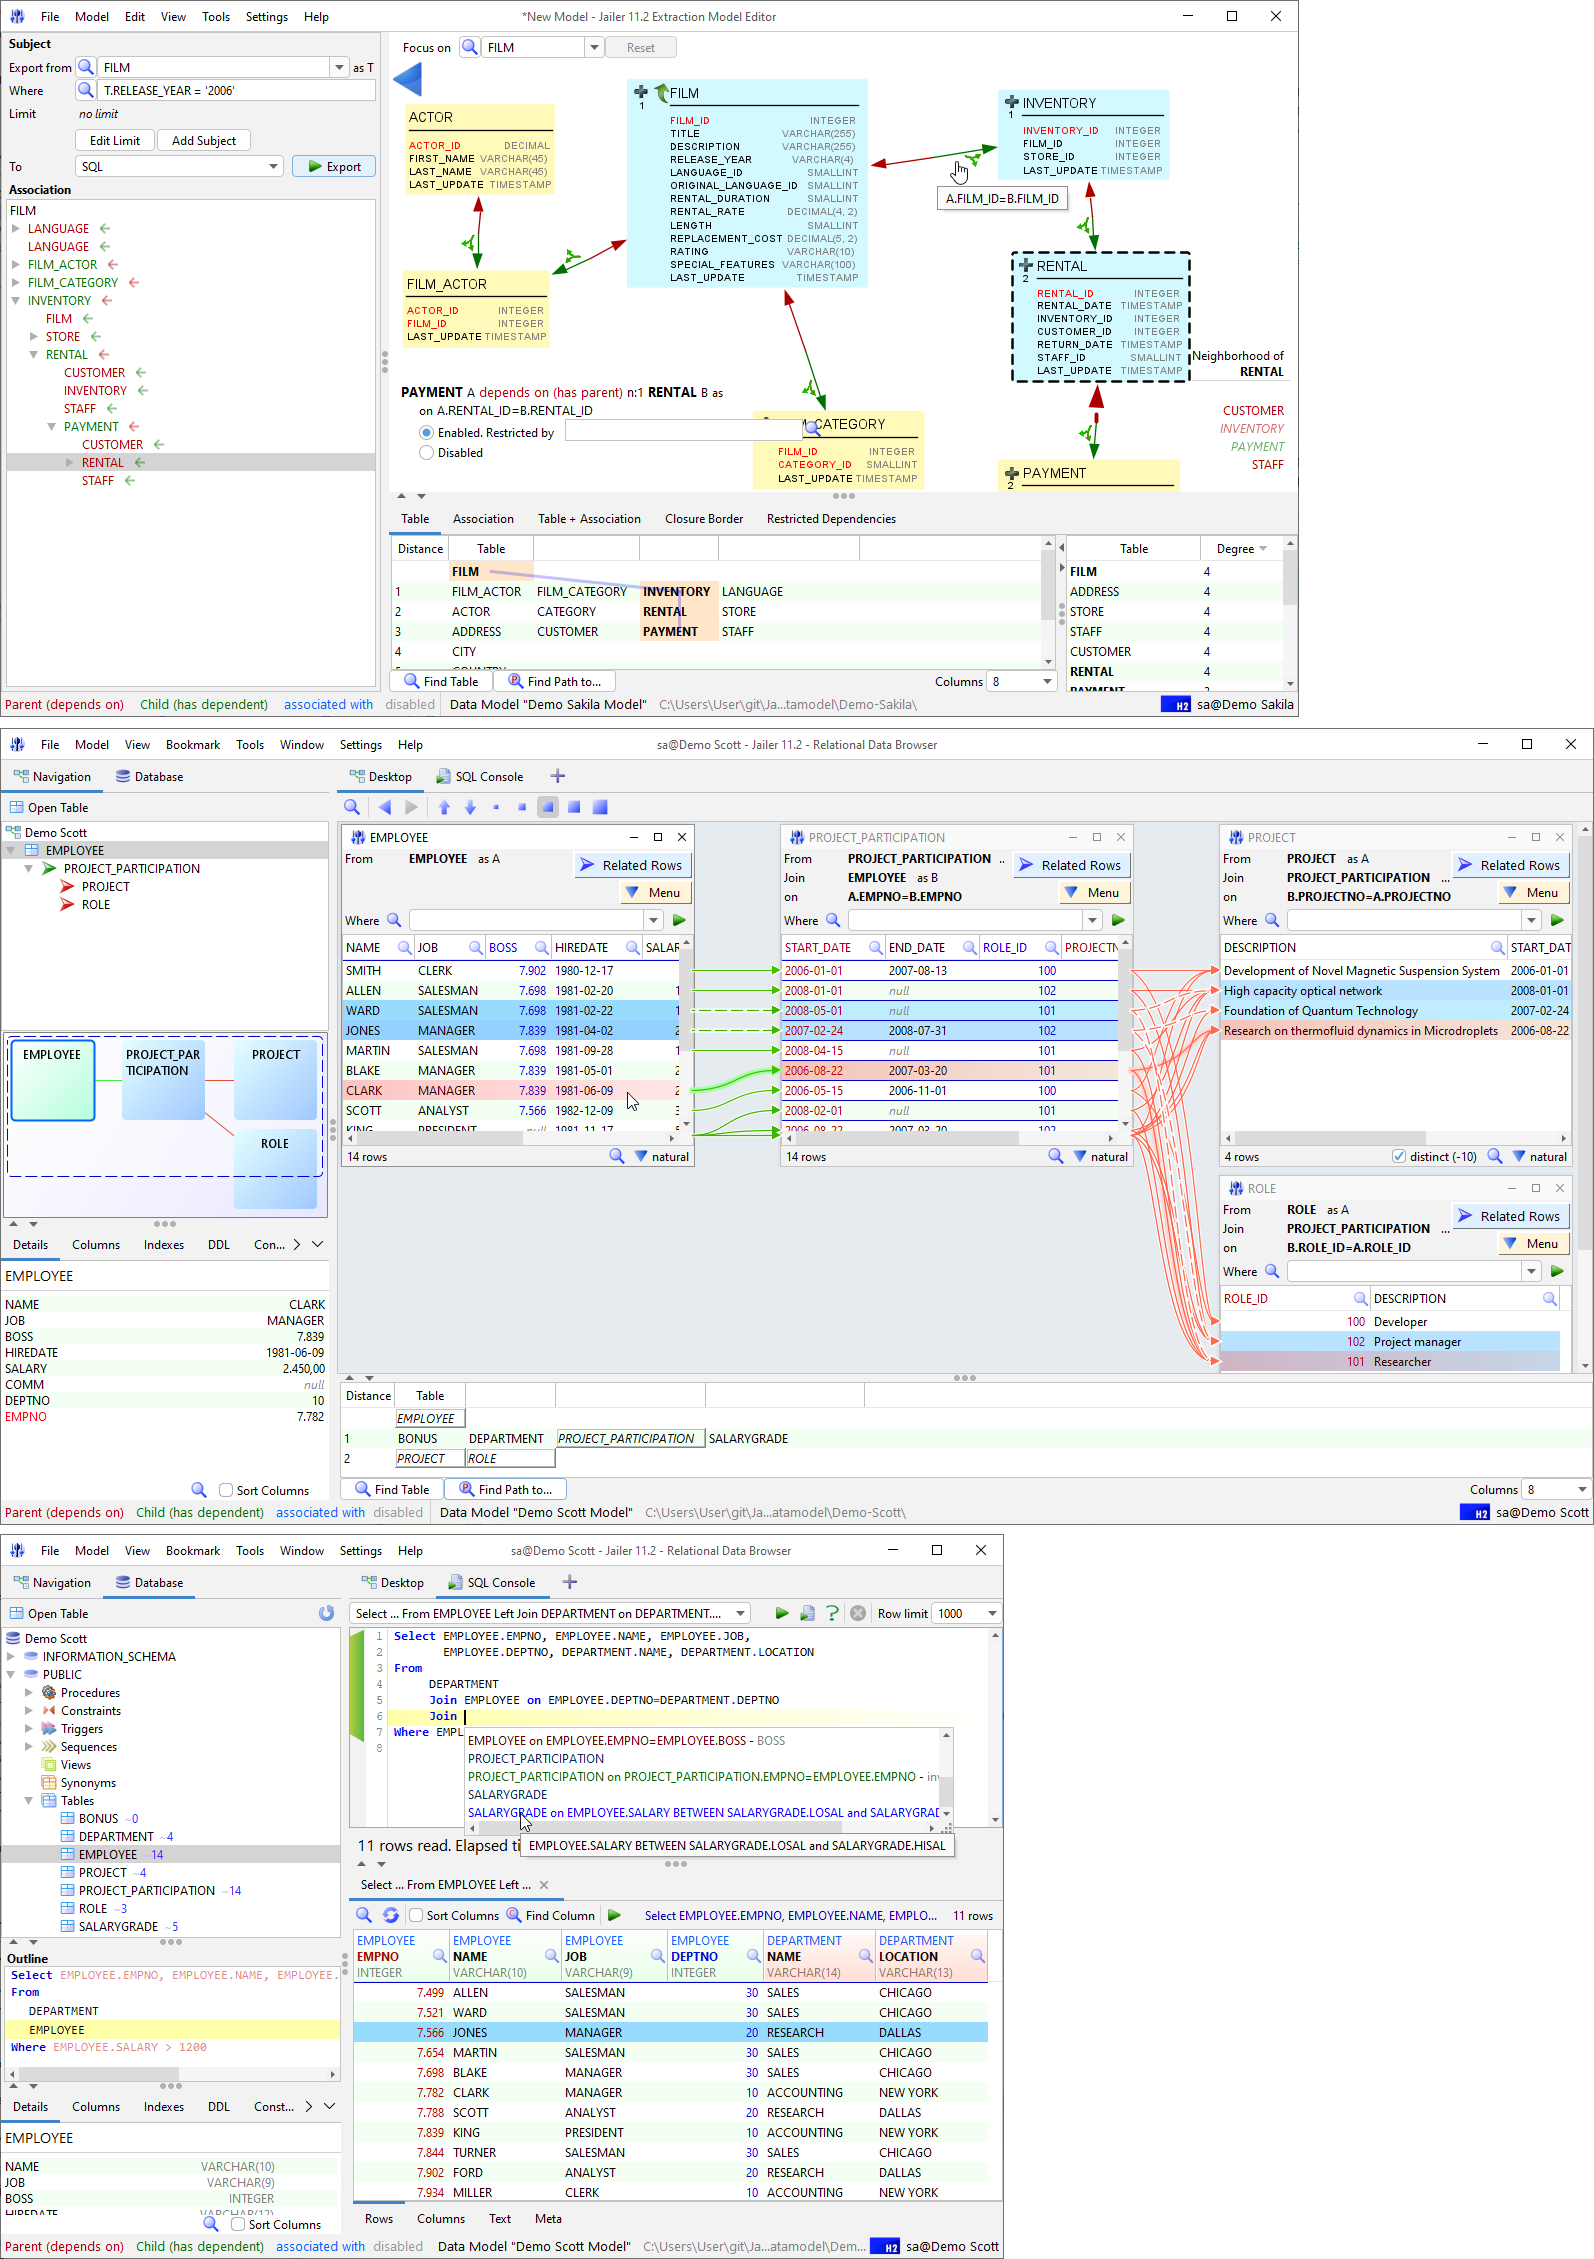 File Model Edit View Tools Settings Help *New Model - Jailer 11.2 Extraction Model Editor
Subject
Export from FILM as T
Where T.RELEASE_YEAR = '2006'
Limit no limit
Edit Limit Add Subject
To SQL Export
Association
FILM
LANGUAGE
LANGUAGE
FILM_ACTOR
FILM_CATEGORY
INVENTORY
FILM
STORE
RENTAL
CUSTOMER
INVENTORY
STAFF
PAYMENT
CUSTOMER
RENTAL
STAFF
Focus on FILM Reset
ACTOR
ACTOR_ID DECIMAL
FIRST_NAME VARCHAR(45)
LAST_NAME VARCHAR(45)
LAST_UPDATE TIMESTAMP
FILM_ACTOR
ACTOR_ID INTEGER
FILM_ID INTEGER
LAST_UPDATE TIMESTAMP
1 FILM
FILM_ID INTEGER
TITLE VARCHAR(255)
DESCRIPTION VARCHAR(255)
RELEASE_YEAR VARCHAR(4)
LANGUAGE_ID SMALLINT
ORIGINAL_LANGUAGE_ID SMALLINT
RENTAL_DURATION SMALLINT
RENTAL_RATE DECIMAL(4, 2)
LENGTH SMALLINT
REPLACEMENT_COST DECIMAL(5, 2)
RATING VARCHAR(10)
SPECIAL_FEATURES VARCHAR(100)
LAST_UPDATE TIMESTAMP
1 INVENTORY
INVENTORY_ID INTEGER
FILM_ID INTEGER
STORE_ID INTEGER
LAST_UPDATE TIMESTAMP
A.FILM_ID=B.FILM_ID
2 RENTAL
RENTAL_ID INTEGER
RENTAL_DATE TIMESTAMP
INVENTORY_ID INTEGER
CUSTOMER_ID INTEGER
RETURN_DATE TIMESTAMP
STAFF_ID SMALLINT
LAST_UPDATE TIMESTAMP
Neighborhood of
RENTAL
CUSTOMER
INVENTORY
PAYMENT
STAFF
PAYMENT A depends on (has parent) n:1 RENTAL B as
on A.RENTAL_ID=B.RENTAL_ID
Enabled. Restricted by
Disabled
CATEGORY
FILM_ID INTEGER
CATEGORY_ID SMALLINT
LAST_UPDATE TIMESTAMP
2 PAYMENT
Table Association Table + Association Closure Border Restricted Dependencies
Distance Table
FILM
1 FILM_ACTOR FILM_CATEGORY INVENTORY LANGUAGE
2 ACTOR CATEGORY RENTAL STORE
3 ADDRESS CUSTOMER PAYMENT STAFF
4 CITY
Table Degree
FILM 4
ADDRESS 4
STORE 4
STAFF 4
CUSTOMER 4
RENTAL 4
Find Table Find Path to... Columns 8
Parent (depends on) Child (has dependent) associated with disabled Data Model "Demo Sakila Model" C:\Users\User\git\Ja...tamodel\Demo-Sakila\ H2 sa@Demo Sakila
File Model View Bookmark Tools Window Settings Help sa@Demo Scott - Jailer 11.2 - Relational Data Browser
Navigation Database Desktop SQL Console
Open Table
Demo Scott
EMPLOYEE
PROJECT_PARTICIPATION
PROJECT
ROLE
EMPLOYEE PROJECT_PAR PROJECT
TICIPATION
ROLE
Details Columns Indexes DDL Con...
EMPLOYEE
NAME CLARK
JOB MANAGER
BOSS 7.839
HIREDATE 1981-06-09
SALARY 2.450,00
COMM null
DEPTNO 10
EMPNO 7.782
Sort Columns
EMPLOYEE
From EMPLOYEE as A Related Rows
Menu
Where
NAME JOB BOSS HIREDATE SALAR
SMITH CLERK 7.902 1980-12-17
ALLEN SALESMAN 7.698 1981-02-20 1
WARD SALESMAN 7.698 1981-02-22 1
JONES MANAGER 7.839 1981-04-02 2
MARTIN SALESMAN 7.698 1981-09-28 1
BLAKE MANAGER 7.839 1981-05-01 2
CLARK MANAGER 7.839 1981-06-09 2
SCOTT ANALYST 7.566 1982-12-09 3
KING PRESIDENT null 1981-11-17 5
14 rows natural
PROJECT_PARTICIPATION
From PROJECT_PARTICIPATION .. Related Rows
Join EMPLOYEE as B
on A.EMPNO=B.EMPNO Menu
Where
START_DATE END_DATE ROLE_ID PROJECTN
2006-01-01 2007-08-13 100
2008-01-01 null 102
2008-05-01 null 101
2007-02-24 2008-07-31 102
2008-04-15 null 101
2006-08-22 2007-03-20 101
2006-05-15 2006-11-01 100
2008-02-01 null 101
2006-08-22 2007-03-20 102
14 rows natural
PROJECT
From PROJECT as A Related Rows
Join PROJECT_PARTICIPATION ...
on B.PROJECTNO=A.PROJECTNO Menu
Where
DESCRIPTION START_DAT
Development of Novel Magnetic Suspension System 2006-01-01
High capacity optical network 2008-01-01
Foundation of Quantum Technology 2007-02-24
Research on thermofluid dynamics in Microdroplets 2006-08-22
4 rows distinct (-10) natural
ROLE
From ROLE as A Related Rows
Join PROJECT_PARTICIPATION ...
on B.ROLE_ID=A.ROLE_ID Menu
Where
ROLE_ID DESCRIPTION
100 Developer
102 Project manager
101 Researcher
Distance Table
EMPLOYEE
1 BONUS DEPARTMENT PROJECT_PARTICIPATION SALARYGRADE
2 PROJECT ROLE
Find Table Find Path to... Columns 8
Parent (depends on) Child (has dependent) associated with disabled Data Model "Demo Scott Model" C:\Users\User\git\Ja...atamodel\Demo-Scott\ H2 sa@Demo Scott
File Model View Bookmark Tools Window Settings Help sa@Demo Scott - Jailer 11.2 - Relational Data Browser
Navigation Database Desktop SQL Console
Open Table
Demo Scott
INFORMATION_SCHEMA
PUBLIC
Procedures
Constraints
Triggers
Sequences
Views
Synonyms
Tables
BONUS ~0
DEPARTMENT ~4
EMPLOYEE ~14
PROJECT ~4
PROJECT_PARTICIPATION ~14
ROLE ~3
SALARYGRADE ~5
Outline
Select EMPLOYEE.EMPNO, EMPLOYEE.NAME, EMPLOYEE.
From
DEPARTMENT
EMPLOYEE
Where EMPLOYEE.SALARY > 1200
Details Columns Indexes DDL Const...
EMPLOYEE
NAME VARCHAR(10)
JOB VARCHAR(9)
BOSS INTEGER
HIREDATE VARCHAR(12)
Sort Columns
Select ... From EMPLOYEE Left Join DEPARTMENT on DEPARTMENT.... Row limit 1000
1 Select EMPLOYEE.EMPNO, EMPLOYEE.NAME, EMPLOYEE.JOB,
2 EMPLOYEE.DEPTNO, DEPARTMENT.NAME, DEPARTMENT.LOCATION
3 From
4 DEPARTMENT
5 Join EMPLOYEE on EMPLOYEE.DEPTNO=DEPARTMENT.DEPTNO
6 Join
7 Where EMPL
8
EMPLOYEE on EMPLOYEE.EMPNO=EMPLOYEE.BOSS - BOSS
PROJECT_PARTICIPATION
PROJECT_PARTICIPATION on PROJECT_PARTICIPATION.EMPNO=EMPLOYEE.EMPNO - inv
SALARYGRADE
SALARYGRADE on EMPLOYEE.SALARY BETWEEN SALARYGRADE.LOSAL and SALARYGRAD
11 rows read. Elapsed ti
EMPLOYEE.SALARY BETWEEN SALARYGRADE.LOSAL and SALARYGRADE.HISAL
Select ... From EMPLOYEE Left ...
Sort Columns Find Column Select EMPLOYEE.EMPNO, EMPLOYEE.NAME, EMPLO... 11 rows
EMPLOYEE EMPLOYEE EMPLOYEE EMPLOYEE DEPARTMENT DEPARTMENT
EMPNO NAME JOB DEPTNO NAME LOCATION
INTEGER VARCHAR(10) VARCHAR(9) INTEGER VARCHAR(14) VARCHAR(13)
7.499 ALLEN SALESMAN 30 SALES CHICAGO
7.521 WARD SALESMAN 30 SALES CHICAGO
7.566 JONES MANAGER 20 RESEARCH DALLAS
7.654 MARTIN SALESMAN 30 SALES CHICAGO
7.698 BLAKE MANAGER 30 SALES CHICAGO
7.782 CLARK MANAGER 10 ACCOUNTING NEW YORK
7.788 SCOTT ANALYST 20 RESEARCH DALLAS
7.839 KING PRESIDENT 10 ACCOUNTING NEW YORK
7.844 TURNER SALESMAN 30 SALES CHICAGO
7.902 FORD ANALYST 20 RESEARCH DALLAS
7.934 MILLER CLERK 10 ACCOUNTING NEW YORK
Rows Columns Text Meta
Parent (depends on) Child (has dependent) associated with disabled Data Model "Demo Scott Model" C:\Users\User\git\Ja...atamodel\Dem... H2 sa@Demo Scott